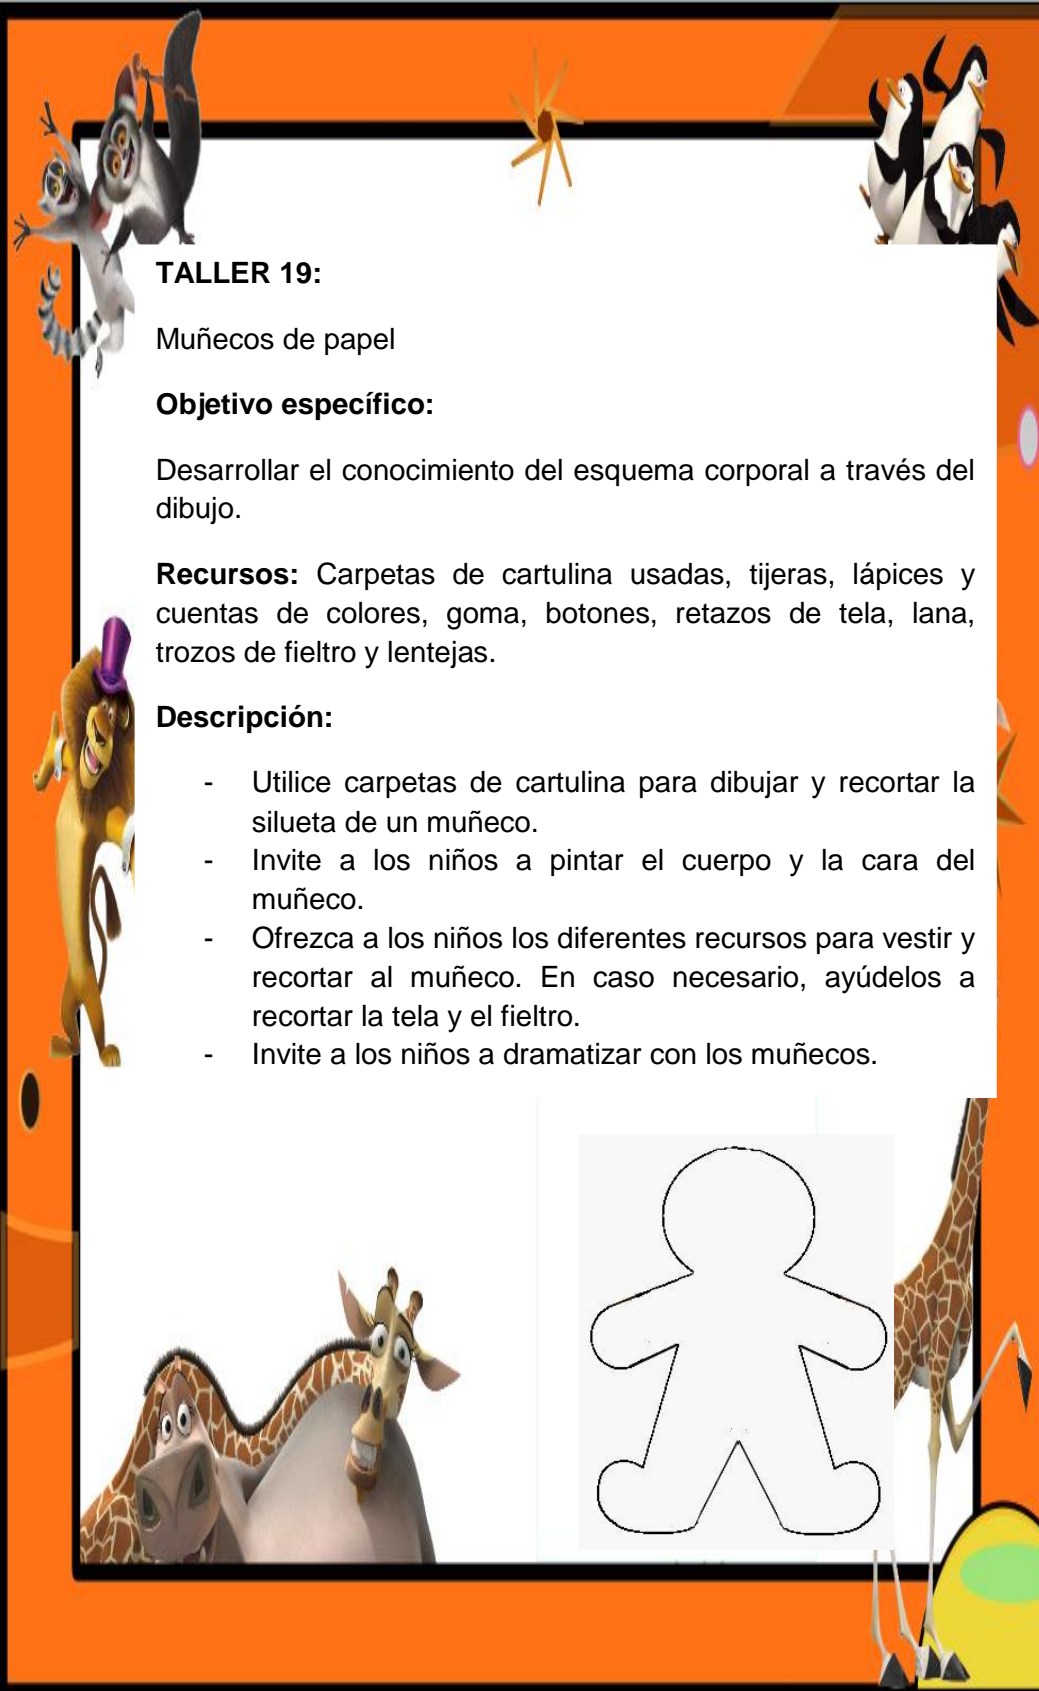 TALLER 19:
Muñecos de papel
Objetivo específico:
Desarrollar el conocimiento del esquema corporal a través del
dibujo.
Recursos: Carpetas de cartulina usadas, tijeras, lápices y
cuentas de colores, goma, botones, retazos de tela, lana,
trozos de fieltro y lentejas.
Descripción:
- Utilice carpetas de cartulina para dibujar y recortar la
silueta de un muñeco.
- Invite a los niños a pintar el cuerpo y la cara del
muñeco.
- Ofrezca a los niños los diferentes recursos para vestir y
recortar al muñeco. En caso necesario, ayúdelos a
recortar la tela y el fieltro.
- Invite a los niños a dramatizar con los muñecos.